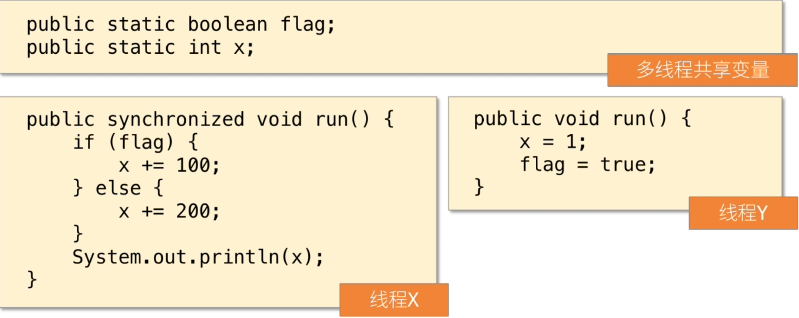 public static boolean flag;
public static int x;
多线程共享变量
public synchronized void run() {
    if (flag) {
        x += 100;
    } else {
        x += 200;
    }
    System.out.println(x);
}
线程X
public void run() {
    x = 1;
    flag = true;
}
线程Y